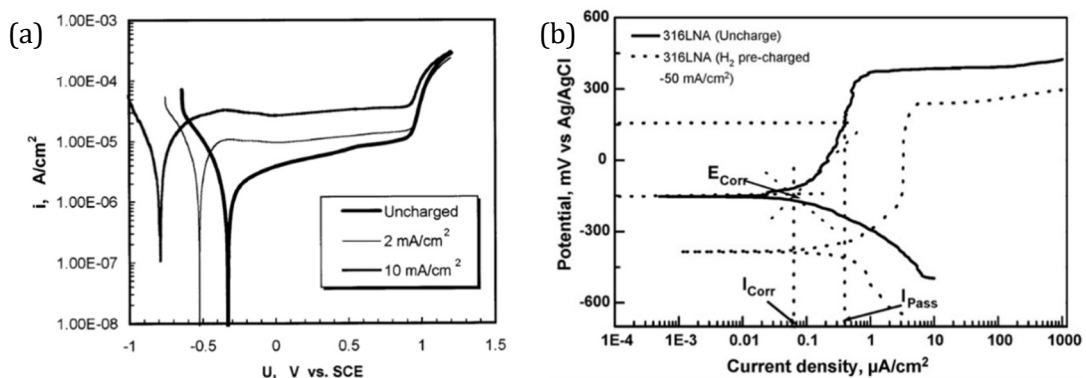 (a)
1.00E-03
1.00E-04
1.00E-05
1.00E-06
1.00E-07
1.00E-08
i, A/cm²
Uncharged
2 mA/cm²
10 mA/cm²
-1 -0.5 0 0.5 1 1.5
U, V vs. SCE
(b)
600
300
0
-300
-600
Potential, mV vs Ag/AgCl
316LNA (Uncharge)
316LNA (H₂ pre-charged
-50 mA/cm²)
E_Corr
I_Corr
I_Pass
1E-4 1E-3 0.01 0.1 1 10 100 1000
Current density, µA/cm²